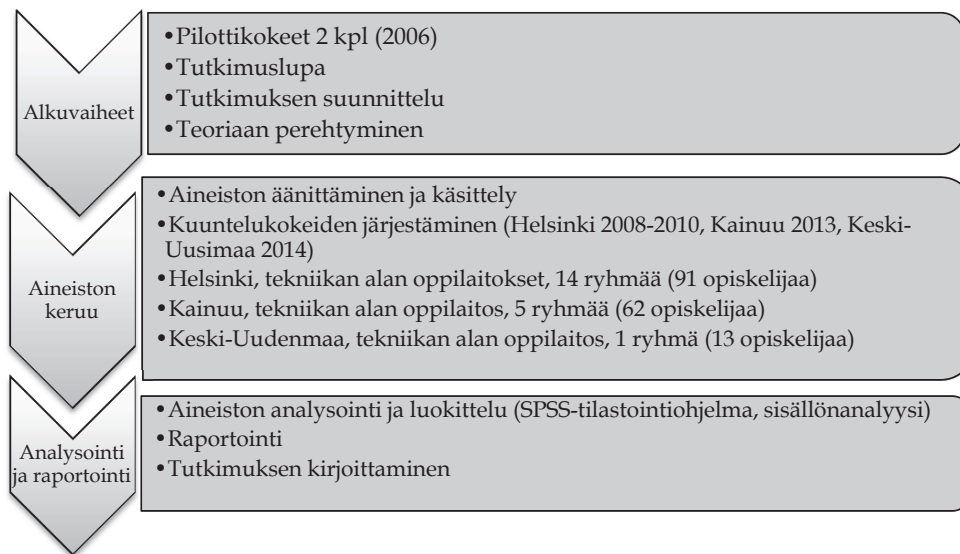 Alkuvaiheet
•Pilottikokeet 2 kpl (2006)
•Tutkimuslupa
•Tutkimuksen suunnittelu
•Teoriaan perehtyminen
Aineiston
keruu
•Aineiston äänittäminen ja käsittely
•Kuuntelukokeiden järjestäminen (Helsinki 2008-2010, Kainuu 2013, Keski-
Uusimaa 2014)
•Helsinki, tekniikan alan oppilaitokset, 14 ryhmää (91 opiskelijaa)
•Kainuu, tekniikan alan oppilaitos, 5 ryhmää (62 opiskelijaa)
•Keski-Uudenmaa, tekniikan alan oppilaitos, 1 ryhmä (13 opiskelijaa)
Analysointi
ja raportointi
•Aineiston analysointi ja luokittelu (SPSS-tilastointiohjelma, sisällönanalyysi)
•Raportointi
•Tutkimuksen kirjoittaminen